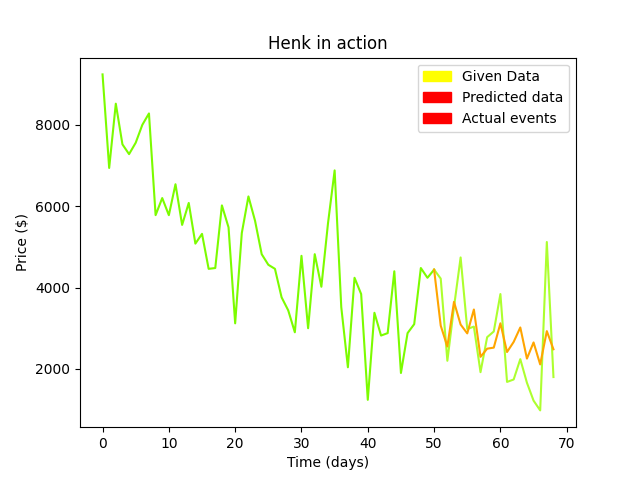 Henk in action
Given Data
Predicted data
Actual events
8000
6000
4000
2000
Price ($)
0 10 20 30 40 50 60 70
Time (days)